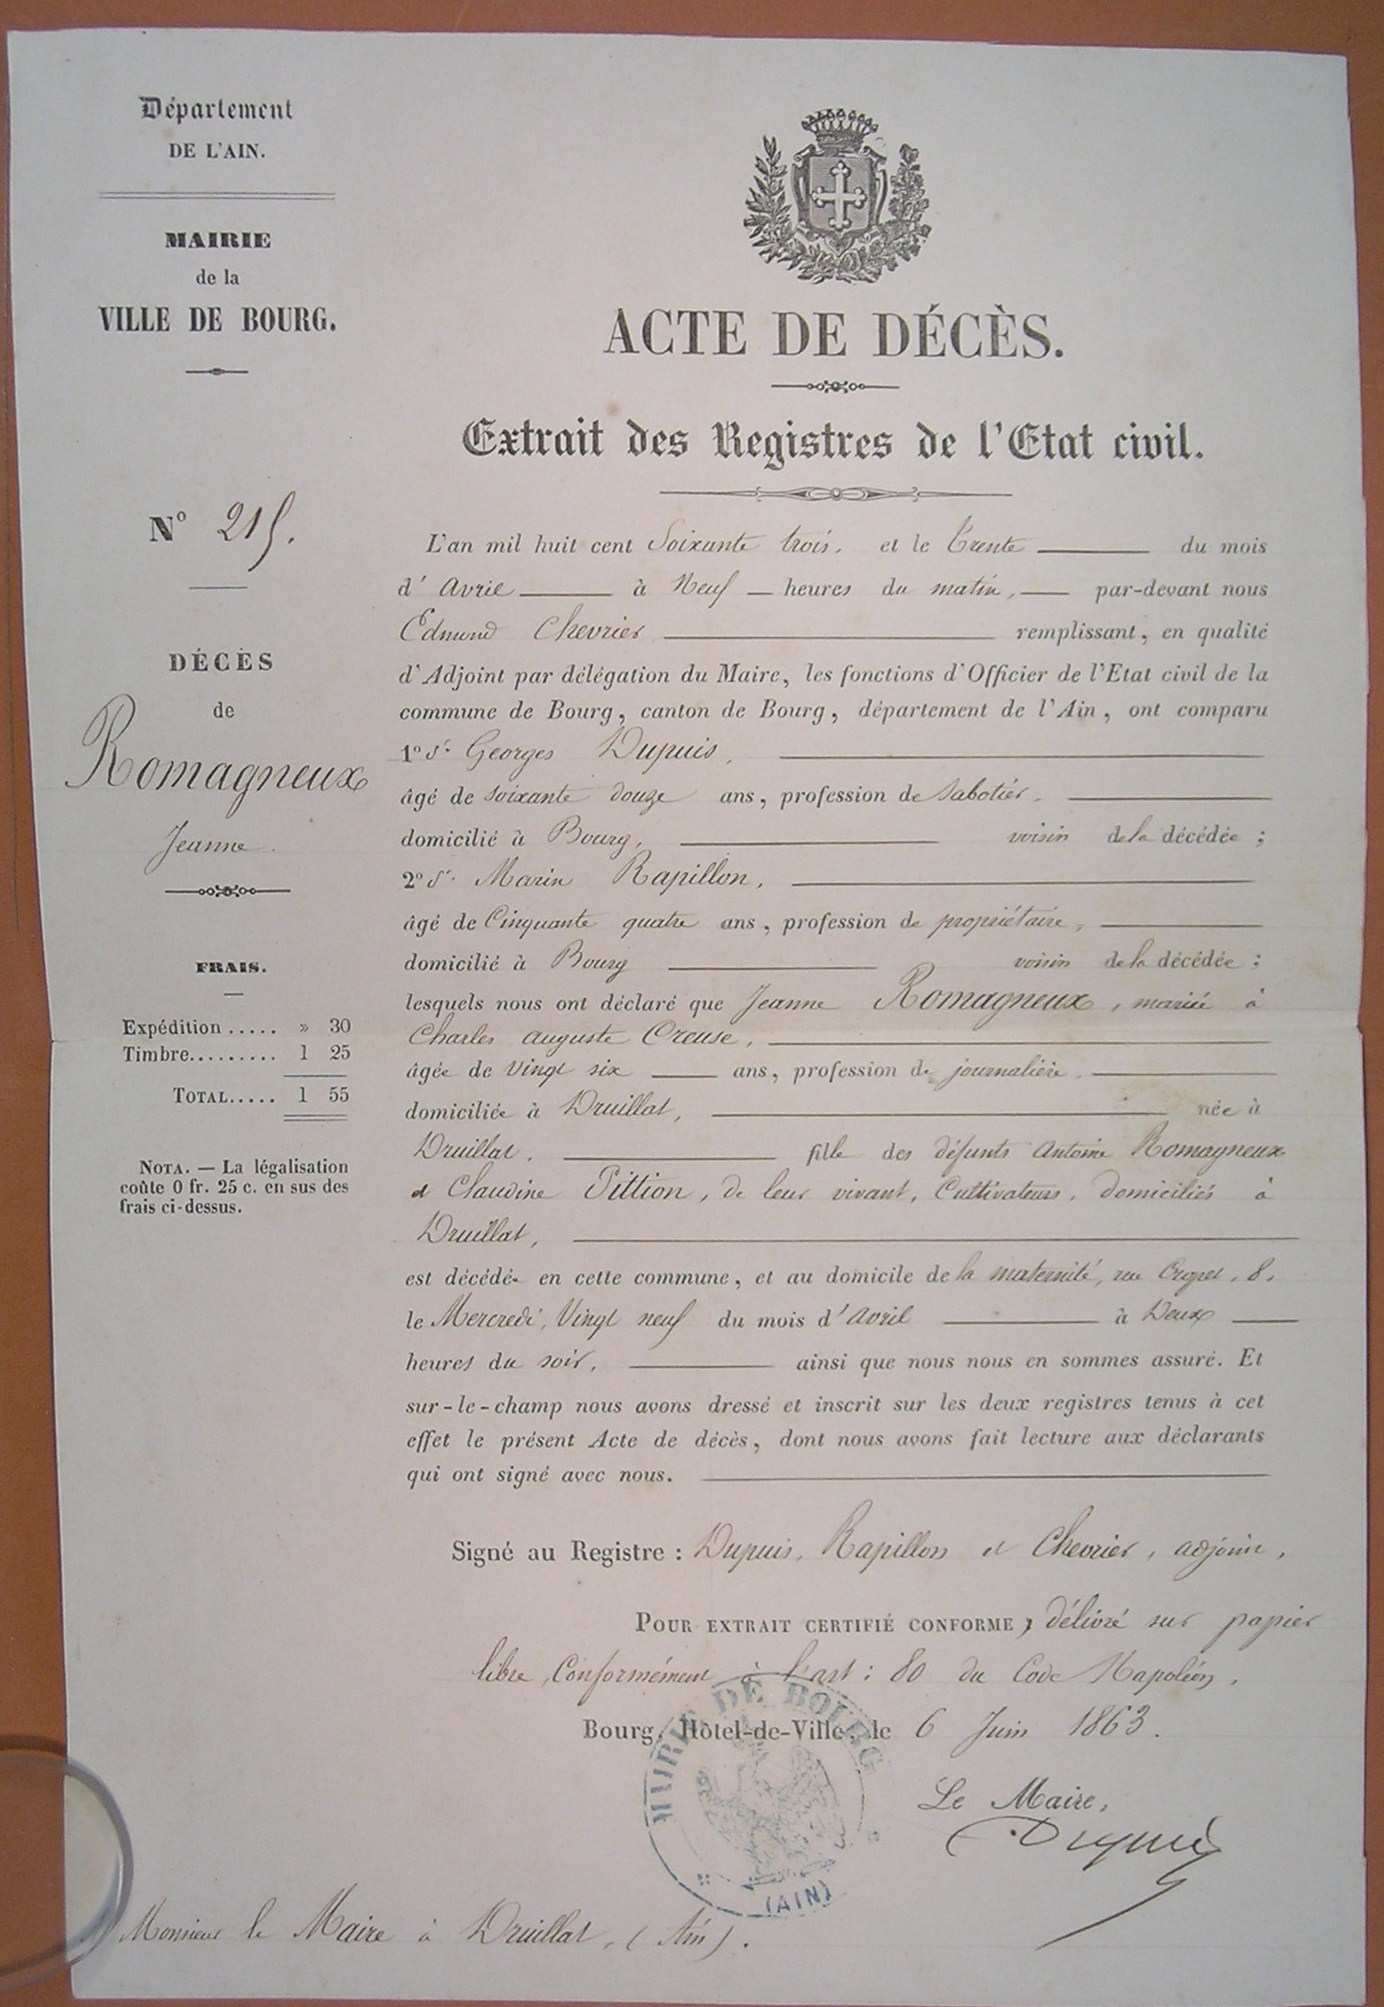 Département
DE L'AIN.
MAIRIE
de la
VILLE DE BOURG.
ACTE DE DÉCÈS.
Extrait des Registres de l'Etat civil.
N° 215.
DÉCÈS
de
Romagneux
Jeanne.
FRAIS.
Expédition ..... » 30
Timbre......... 1 25
TOTAL..... 1 55
NOTA. — La légalisation
coûte 0 fr. 25 c. en sus des
frais ci-dessus.
L'an mil huit cent Soixante trois. et le trente du mois
d'avril à Neuf heures du matin, par-devant nous
Edmund Chevrier remplissant, en qualité
d'Adjoint par délégation du Maire, les fonctions d'Officier de l'Etat civil de la
commune de Bourg, canton de Bourg, département de l'Ain, ont comparu
1° Sr. Georges Dupuis,
âgé de soixante douze ans, profession de Sabotier.
domicilié à Bourg, voisin de la décédée ;
2° Sr. Marin Rapillon,
âgé de Cinquante quatre ans, profession de propriétaire,
domicilié à Bourg voisin de la décédée ;
lesquels nous ont déclaré que Jeanne Romagneux, mariée à
Charles auguste Creuse,
âgée de vingt six ans, profession de journalière.
domiciliée à Druillat, née à
Druillat. fille des défunts Antoine Romagneux
et Claudine Pittion, de leur vivant, Cultivateurs, domiciliés à
Druillat,
est décédée en cette commune, et au domicile de la maternité, rue 8,
le Mercredi, Vingt neuf du mois d'avril à Deux
heures du soir, ainsi que nous nous en sommes assuré. Et
sur-le-champ nous avons dressé et inscrit sur les deux registres tenus à cet
effet le présent Acte de décès, dont nous avons fait lecture aux déclarants
qui ont signé avec nous.
Signé au Registre : Dupuis, Rapillon et Chevrier, adjoint.
POUR EXTRAIT CERTIFIÉ CONFORME, délivré sur papier
libre, Conformément à l'art : 80 du Code Napoléon,
Bourg, Hôtel-de-Ville, le 6 Juin 1863.
MAIRIE DE BOURG
(AIN)
Le Maire,
Monsieur le Maire à Druillat, (Ain).